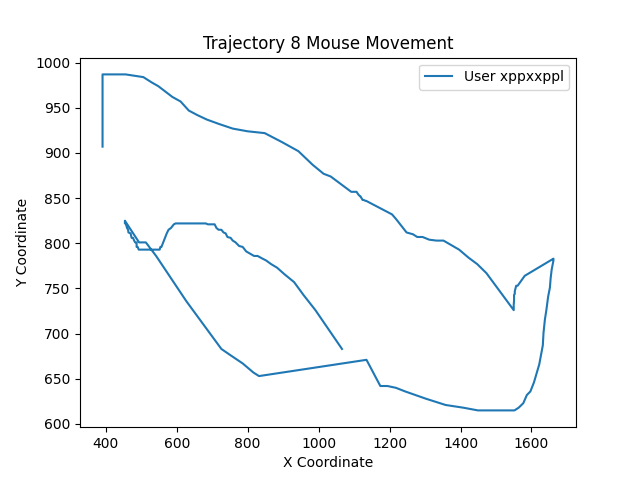 Trajectory 8 Mouse Movement
User xppxxppl
1000
950
900
850
800
750
700
650
600
Y Coordinate
400 600 800 1000 1200 1400 1600
X Coordinate